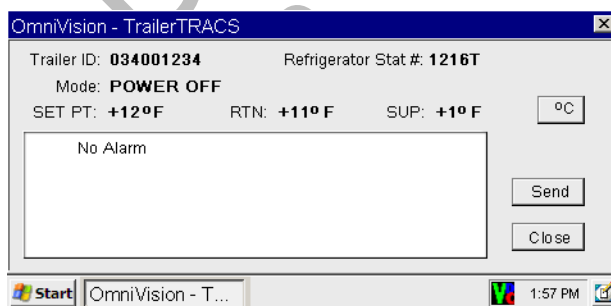 OmniVision - TrailerTRACS
Trailer ID: 034001234 Refrigerator Stat #: 1216T
Mode: POWER OFF
SET PT: +12º F RTN: +11º F SUP: +1º F ºC
No Alarm
Send
Close
Start OmniVision - T... 1:57 PM